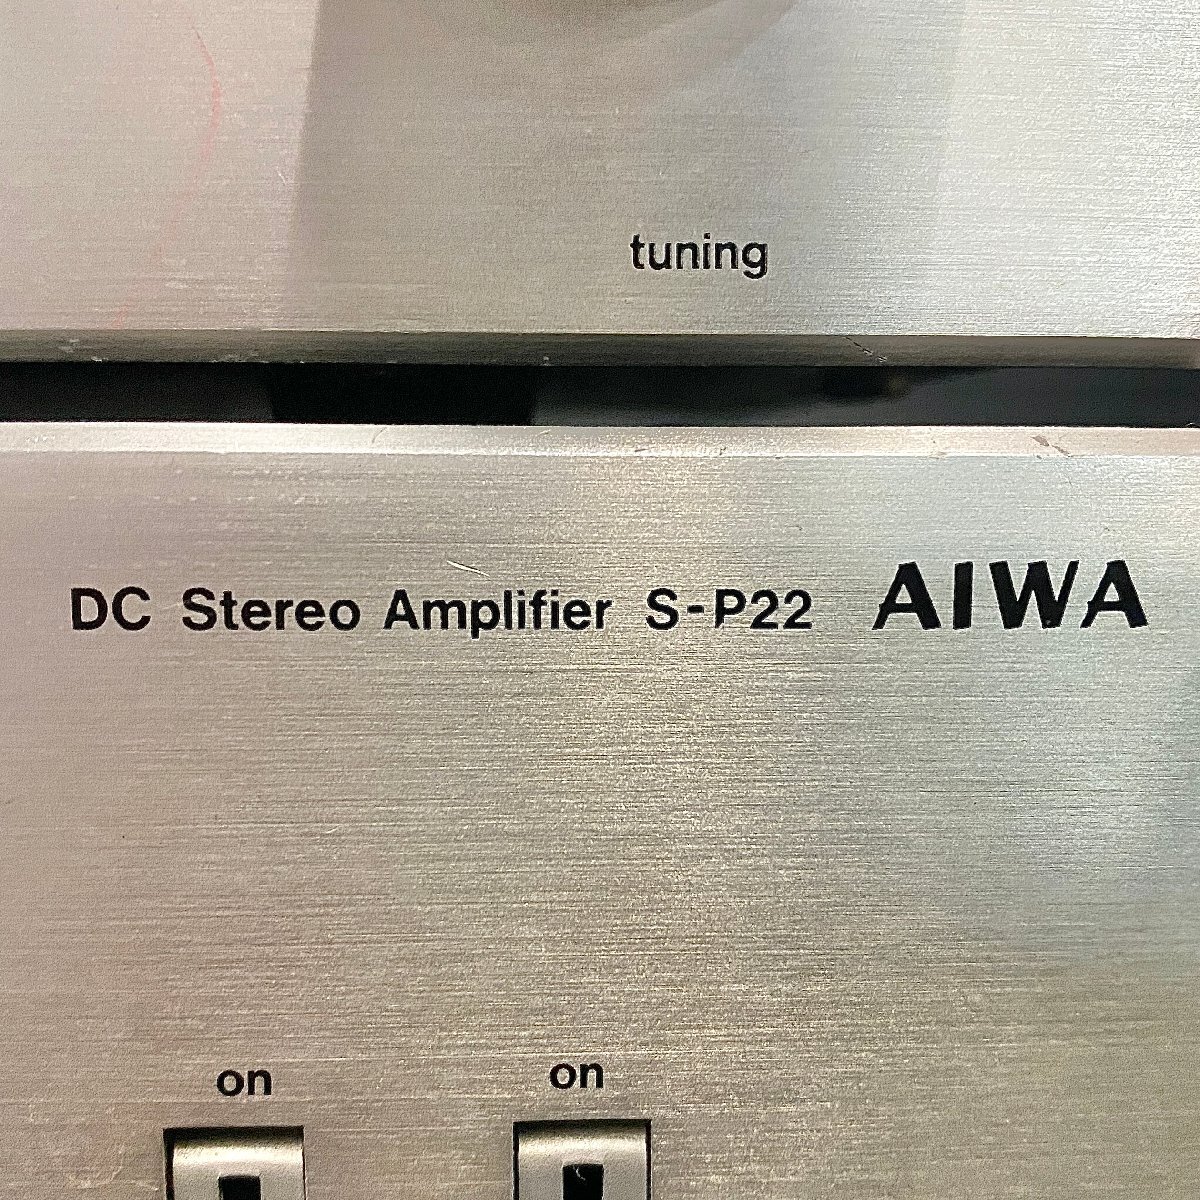 tuning
DC Stereo Amplifier S-P22 AIWA
on on